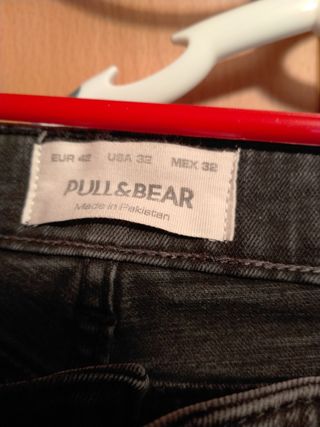 EUR 42 USA 32 MEX 32
PULL&BEAR
Made in Pakistan